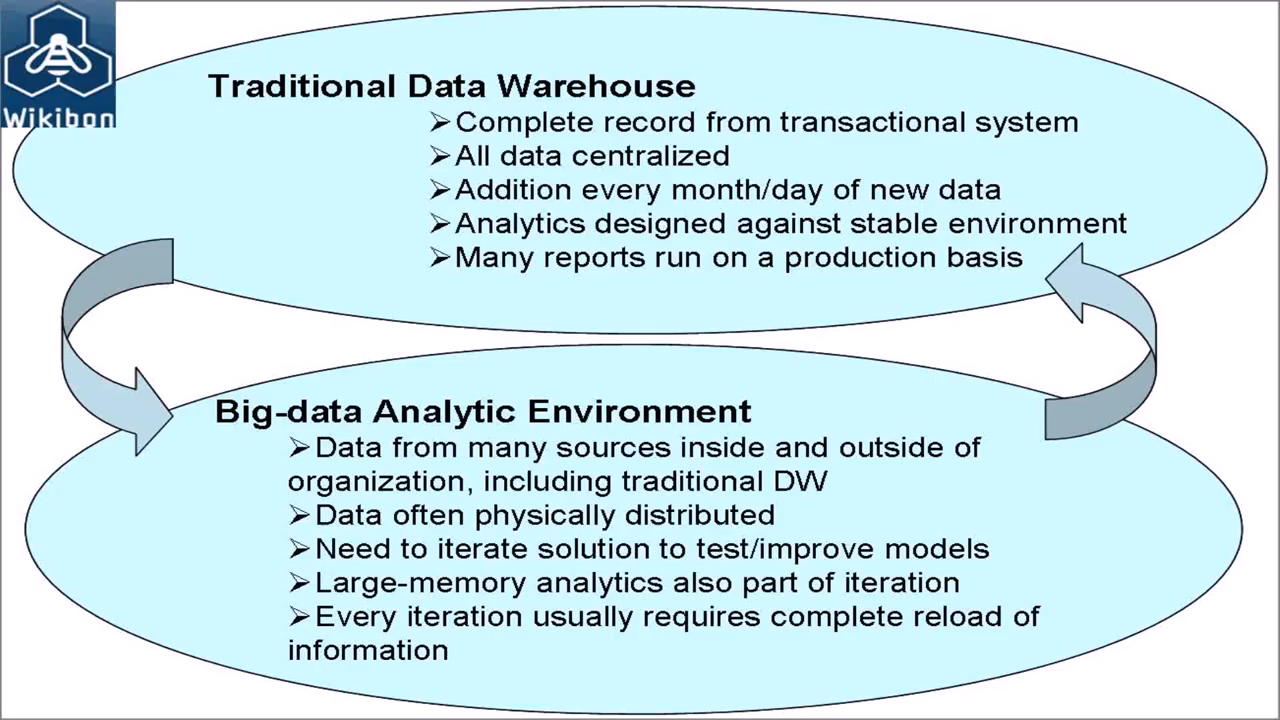 Wikibon
Traditional Data Warehouse
➢Complete record from transactional system
➢All data centralized
➢Addition every month/day of new data
➢Analytics designed against stable environment
➢Many reports run on a production basis
Big-data Analytic Environment
➢Data from many sources inside and outside of
organization, including traditional DW
➢Data often physically distributed
➢Need to iterate solution to test/improve models
➢Large-memory analytics also part of iteration
➢Every iteration usually requires complete reload of
information